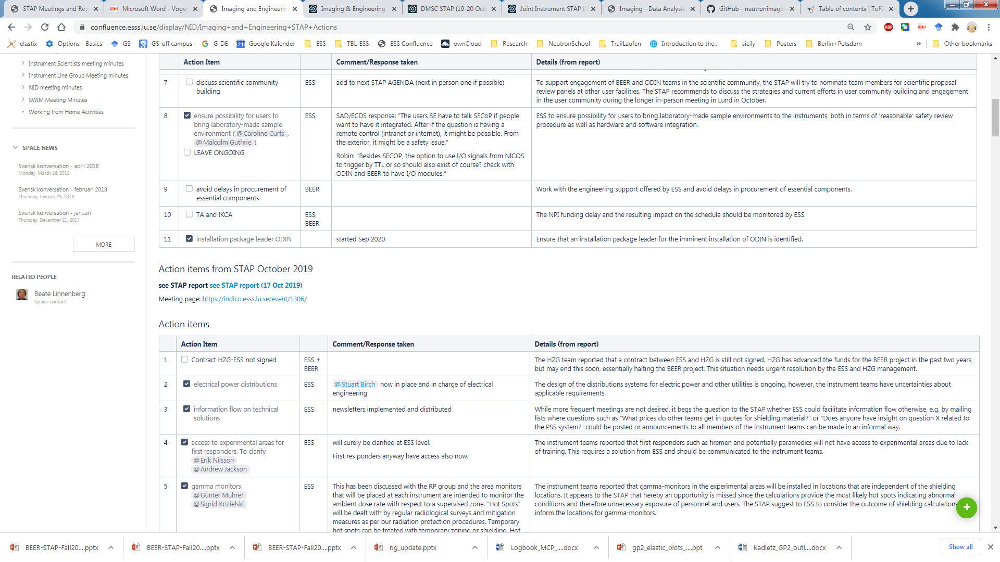 STAP Meetings and Rep
Microsoft Word - Vogel
Imaging and Engineerin
Imaging & Engineering
DMSC STAP (19-20 Oct
Joint Instrument STAP (
Imaging - Data Analysis
GitHub - neutronimagin
Table of contents | ToFI
confluence.esss.lu.se/display/NID/Imaging+and+Engineering+STAP+Actions
elastix
Options - Basics
GS
GS-off campus
G-DE
Google Kalender
ESS
TBL-ESS
ESS Confluence
ownCloud
Research
NeutronSchool
TrailLaufen
Introduction to the...
sicily
Posters
Berlin+Potsdam
»
Other bookmarks
Instrument Scientists meeting minutes
Instrument Line Group Meeting minutes
NID meeting minutes
SWIM Meeting Minutes
Working from Home Activities
SPACE NEWS
Svensk konversation - april 2018
Monday, March 26, 2018
Svensk konversation - februari 2018
Thursday, January 25, 2018
Svensk konversation - januari
Thursday, December 21, 2017
MORE
RELATED PEOPLE
Beate Linnenberg
Space contact
Action Item
Comment/Response taken
Details (from report)
7
discuss scientific community
building
ESS
add to next STAP AGENDA (next in person one if possible)
To support engagement of BEER and ODIN teams in the scientific community, the STAP will try to nominate team members for scientific proposal
review panels at other user facilities. The STAP recommends to discuss the strategies and current efforts in user community building and engagement
in the user community during the longer in-person meeting in Lund in October.
8
ensure possibility for users to
bring laboratory-made sample
environment ( @Caroline Curfs ,
@Malcolm Guthrie )
LEAVE ONGOING
ESS
SAD/ECDS response: "The users SE have to talk SECoP if people
want to have it integrated. After if the question is having a
remote control (intranet or internet), it might be possible. From
the exterior, it might be a safety issue."
Robin: "Besides SECOP, the option to use I/O signals from NICOS
to trigger by TTL or so should also exist of course? check with
ODIN and BEER to have I/O modules."
ESS to ensure possibility for users to bring laboratory-made sample environments to the instruments, both in terms of ‘reasonable’ safety review
procedure as well as hardware and software integration.
9
avoid delays in procurement of
essential components
BEER
Work with the engineering support offered by ESS and avoid delays in procurement of essential components.
10
TA and IKCA
ESS,
BEER
The NPI funding delay and the resulting impact on the schedule should be monitored by ESS.
11
installation package leader ODIN
started Sep 2020
Ensure that an installation package leader for the imminent installation of ODIN is identified.
Action items from STAP October 2019
see STAP report see STAP report (17 Oct 2019)
Meeting page: https://indico.esss.lu.se/event/1306/
Action items
Action Item
Comment/Response taken
Details (from report)
1
Contract HZG-ESS not signed
ESS +
BEER
The HZG team reported that a contract between ESS and HZG is still not signed. HZG has advanced the funds for the BEER project in the past two years,
but may end this soon, essentially halting the BEER project. This situation needs urgent resolution by the ESS and HZG management.
2
electrical power distributions
ESS
@Stuart Birch now in place and in charge of electrical
engineering
The design of the distributions systems for electric power and other utilities is ongoing, however, the instrument teams have uncertainties about
applicable requirements.
3
information flow on technical
solutions
ESS
newsletters implemented and distributed
While more frequent meetings are not desired, it begs the question to the STAP whether ESS could facilitate information flow otherwise, e.g. by mailing
lists where questions such as “What prices do other teams get in quotes for shielding material?” or “Does anyone have insight on question X related to
the PSS system?” could be posted or announcements to all members of the instrument teams can be made in an informal way.
4
access to experimental areas for
first responders. To clarify
@Erik Nilsson
@Andrew Jackson
ESS
will surely be clarified at ESS level.
First res ponders anyway have access also now.
The instrument teams reported that first responders such as firemen and potentially paramedics will not have access to experimental areas due to lack
of training. This requires a solution from ESS and should be communicated to the instrument teams.
5
gamma monitors
@Günter Muhrer
@Sigrid Kozielski
ESS
This has been discussed with the RP group and the area monitors
that will be placed at each instrument are intended to monitor the
ambient dose rate with respect to a supervised zone. “Hot Spots”
will be dealt with by regular radiological surveys and mitigation
measures as per our radiation protection procedures. Temporary
hot spots can be treated with temporary zoning or shielding. Hot
The instrument teams reported that gamma-monitors in the experimental areas will be installed in locations that are independent of the shielding
locations. It appears to the STAP that hereby an opportunity is missed since the calculations provide the most likely hot spots indicating abnormal
conditions and therefore unnecessary exposure of personnel and users. The STAP suggest to ESS to consider the outcome of shielding calculations
inform the locations for gamma-monitors.
BEER-STAP-Fall20....pptx
BEER-STAP-Fall20....pptx
BEER-STAP-Fall20....pptx
rig_update.pptx
Logbook_MCP_....docx
gp2_elastic_plots_....ppt
Kadletz_GP2_outl....docx
Show all